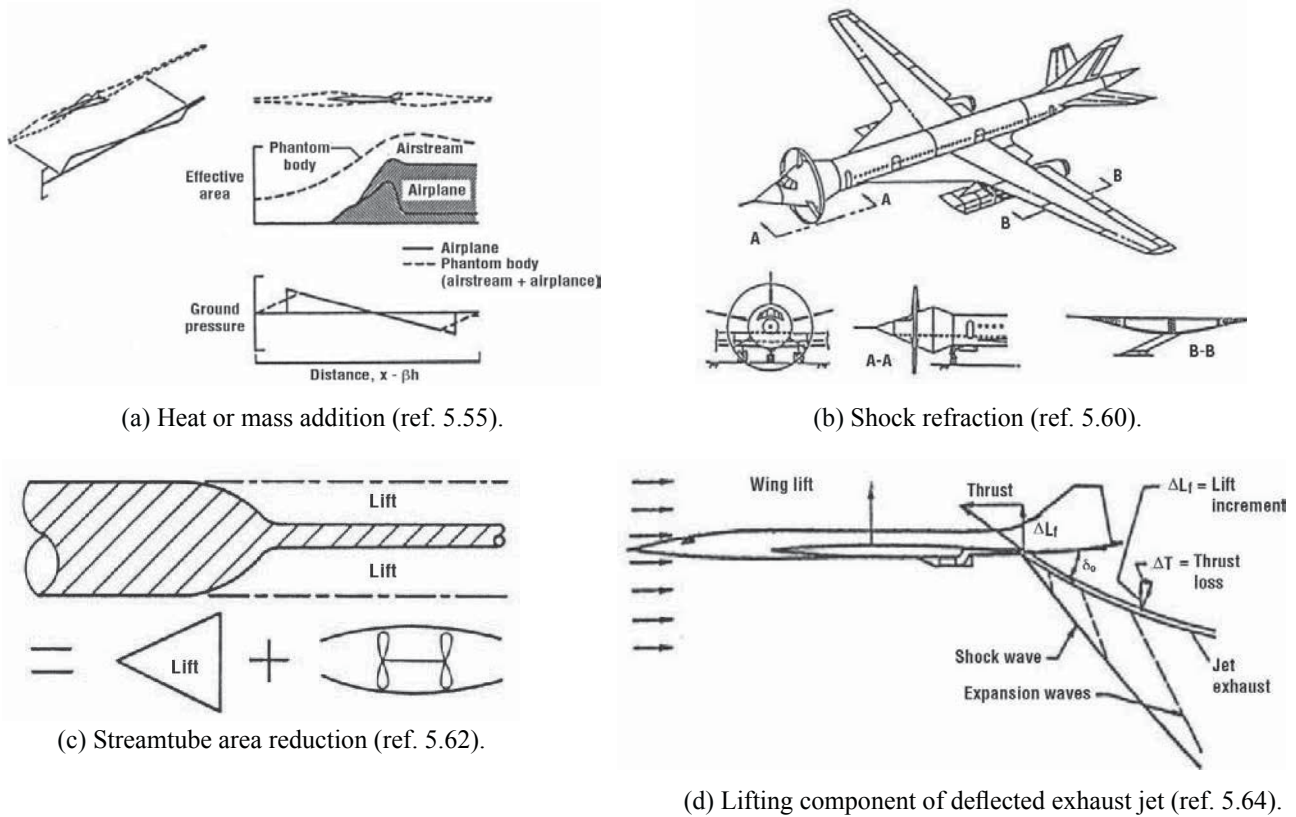 Phantom
body
Airstream
Effective
area
Airplane
Airplane
Phantom body
(airstream + airplance)
Ground
pressure
Distance, x - βh
(a) Heat or mass addition (ref. 5.55).
B
B
A
A
A-A
B-B
(b) Shock refraction (ref. 5.60).
Lift
Lift
Lift
(c) Streamtube area reduction (ref. 5.62).
Wing lift
Thrust
ΔLf
ΔLf = Lift
increment
δo
ΔT = Thrust
loss
Shock wave
Expansion waves
Jet
exhaust
(d) Lifting component of deflected exhaust jet (ref. 5.64).